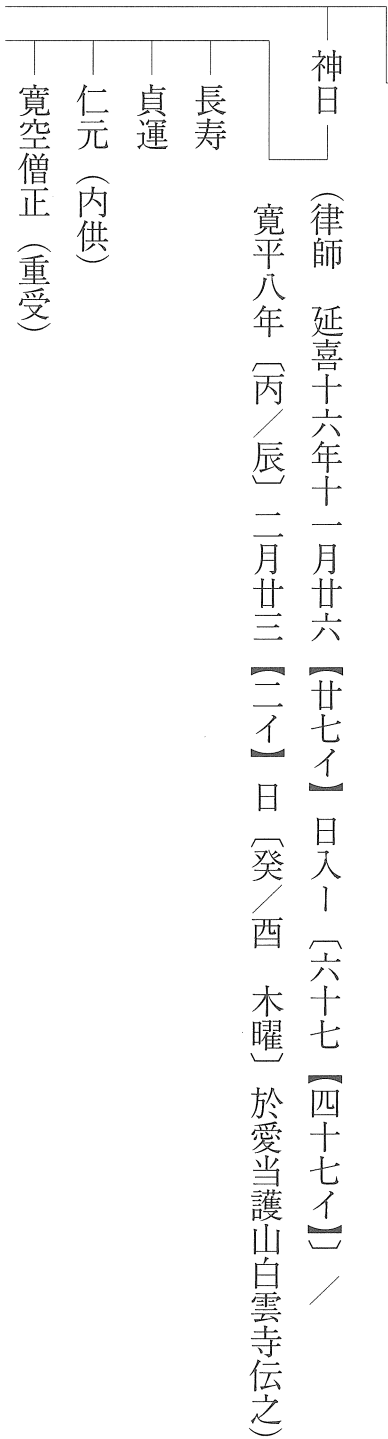 神日
（律師　延喜十六年十一月廿六【廿七イ】日入ー〔六十七【四十七イ】〕／
寛平八年〔丙／辰〕二月廿三【二イ】日〔癸／酉　木曜〕於愛当護山白雲寺伝之）
長寿
貞運
仁元（内供）
寛空僧正（重受）